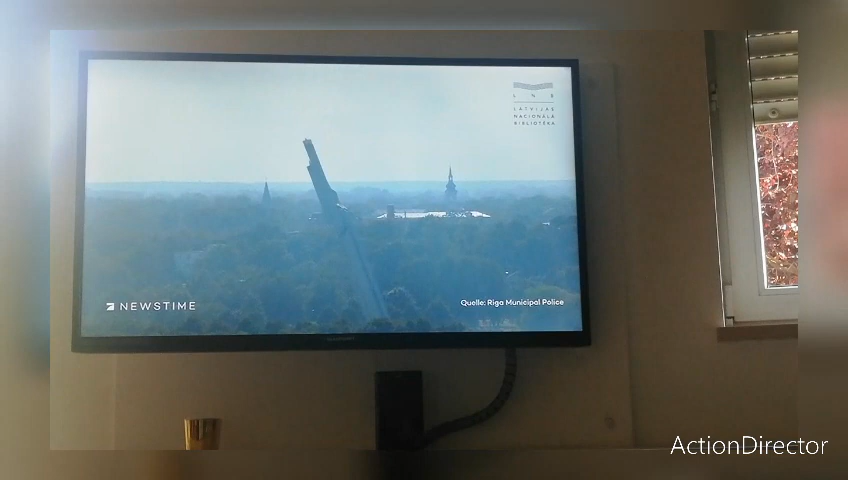 L N B
LATVIJAS
NACIONĀLĀ
BIBLIOTĒKA
NEWSTIME
Quelle: Riga Municipal Police
ActionDirector